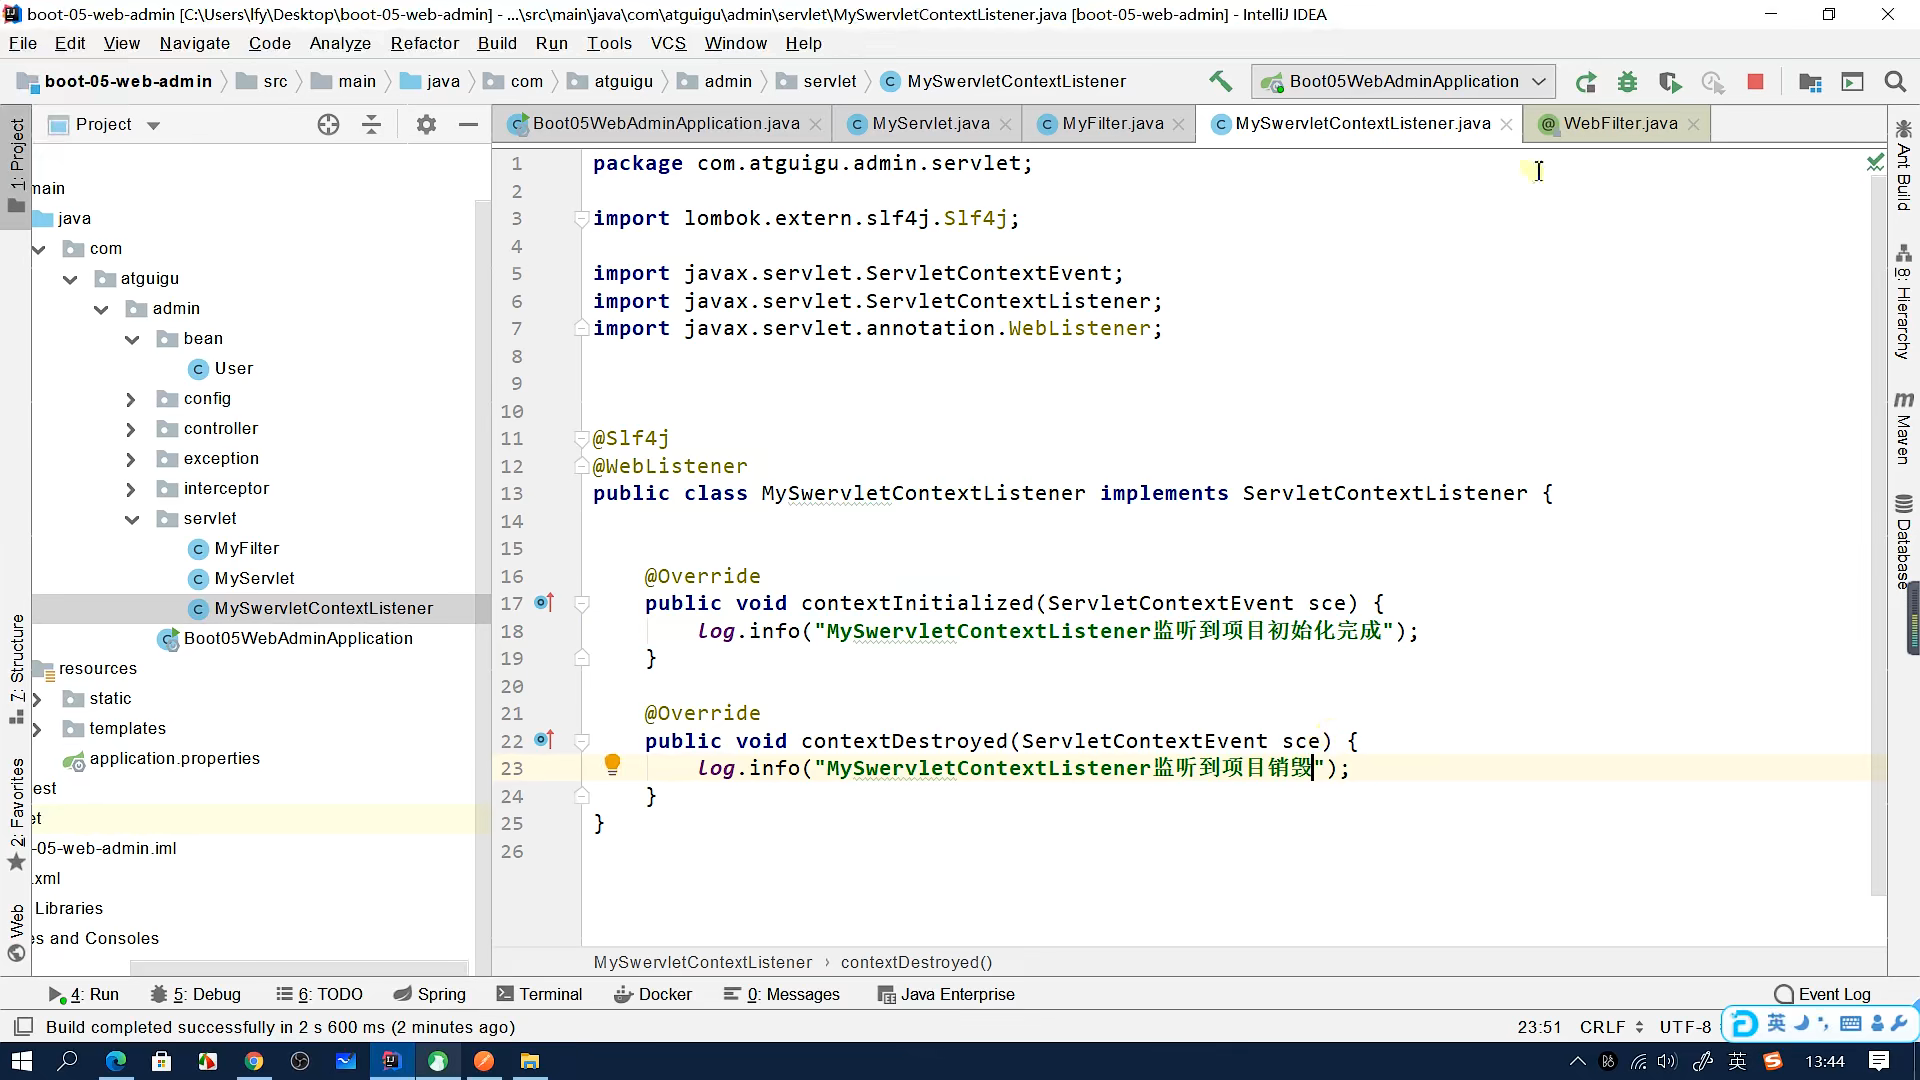 boot-05-web-admin [C:\Users\lfy\Desktop\boot-05-web-admin] - ...\src\main\java\com\atguigu\admin\servlet\MySwervletContextListener.java [boot-05-web-admin] - IntelliJ IDEA
File Edit View Navigate Code Analyze Refactor Build Run Tools VCS Window Help
boot-05-web-admin src main java com atguigu admin servlet MySwervletContextListener Boot05WebAdminApplication
Project
Boot05WebAdminApplication.java MyServlet.java MyFilter.java MySwervletContextListener.java WebFilter.java
main
java
com
atguigu
admin
bean
User
config
controller
exception
interceptor
servlet
MyFilter
MyServlet
MySwervletContextListener
Boot05WebAdminApplication
resources
static
templates
application.properties
est
et
-05-web-admin.iml
.xml
Libraries
es and Consoles
1: Project
7: Structure
2: Favorites
Web
1 package com.atguigu.admin.servlet;
2
3 import lombok.extern.slf4j.Slf4j;
4
5 import javax.servlet.ServletContextEvent;
6 import javax.servlet.ServletContextListener;
7 import javax.servlet.annotation.WebListener;
8
9
10
11 @Slf4j
12 @WebListener
13 public class MySwervletContextListener implements ServletContextListener {
14
15
16 @Override
17 public void contextInitialized(ServletContextEvent sce) {
18 log.info("MySwervletContextListener监听到项目初始化完成");
19 }
20
21 @Override
22 public void contextDestroyed(ServletContextEvent sce) {
23 log.info("MySwervletContextListener监听到项目销毁");
24 }
25 }
26
MySwervletContextListener › contextDestroyed()
Ant Build
8: Hierarchy
Maven
Database
4: Run 5: Debug 6: TODO Spring Terminal Docker 0: Messages Java Enterprise Event Log
Build completed successfully in 2 s 600 ms (2 minutes ago) 23:51 CRLF UTF-8 英
英 13:44